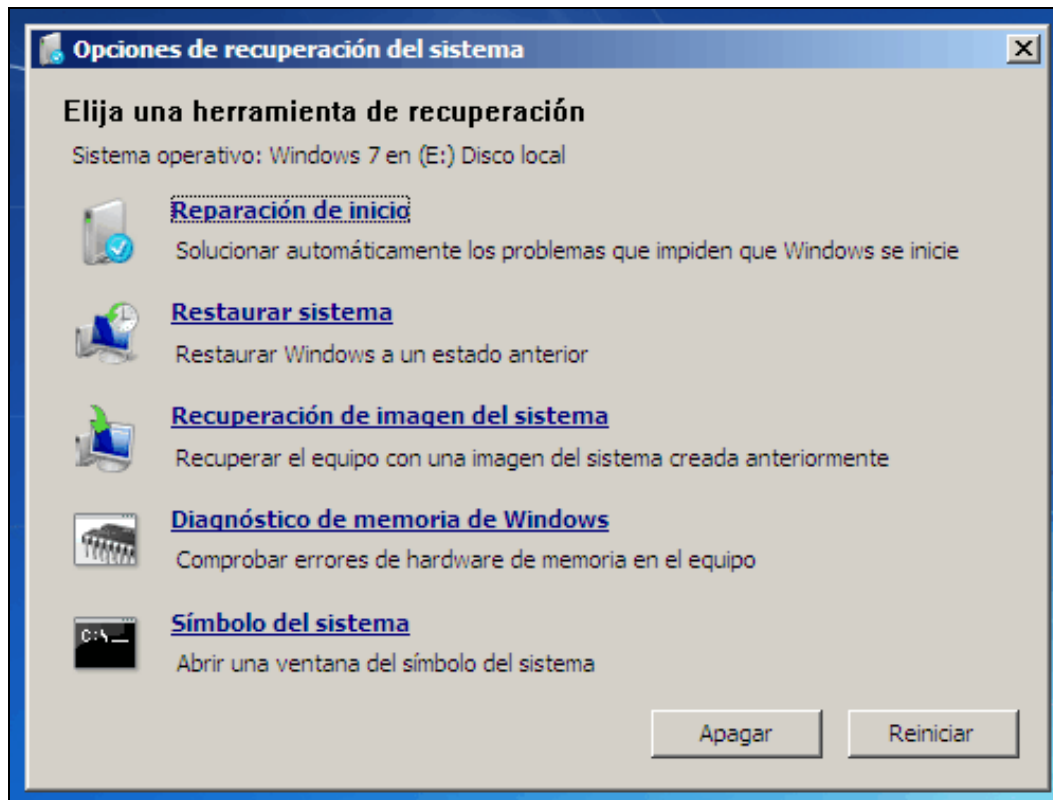 Opciones de recuperación del sistema
Elija una herramienta de recuperación
Sistema operativo: Windows 7 en (E:) Disco local
Reparación de inicio
Solucionar automáticamente los problemas que impiden que Windows se inicie
Restaurar sistema
Restaurar Windows a un estado anterior
Recuperación de imagen del sistema
Recuperar el equipo con una imagen del sistema creada anteriormente
Diagnóstico de memoria de Windows
Comprobar errores de hardware de memoria en el equipo
C:\_
Símbolo del sistema
Abrir una ventana del símbolo del sistema
Apagar Reiniciar